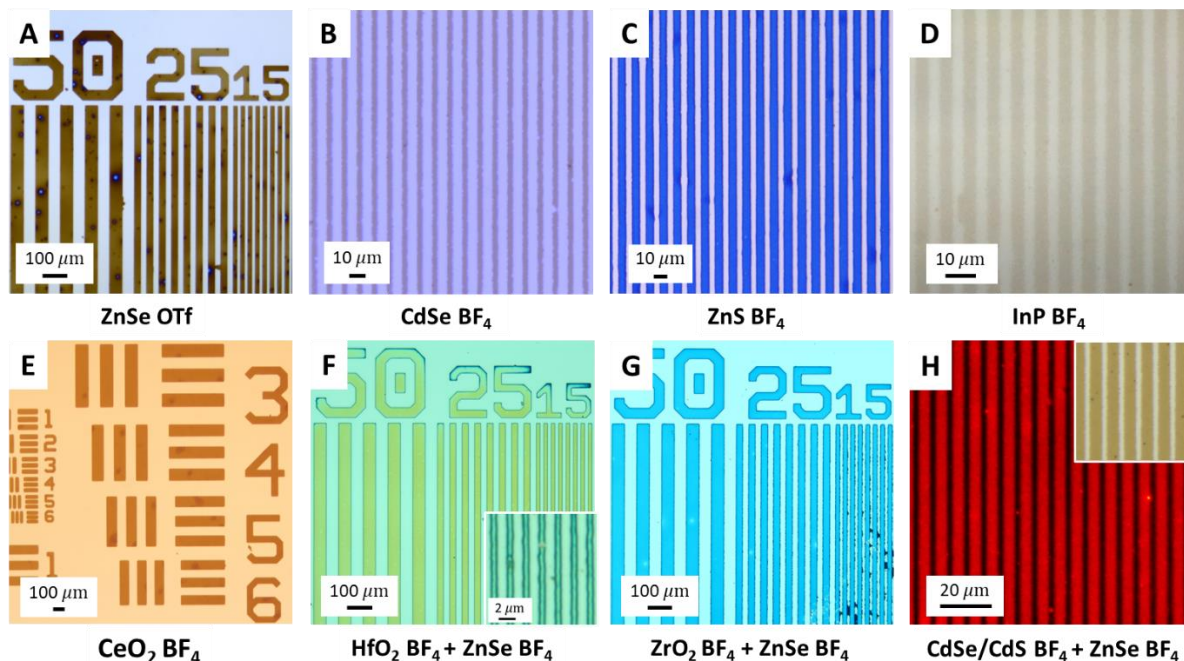 A
50 25 15
100 μm
ZnSe OTf
B
10 μm
CdSe BF₄
C
10 μm
ZnS BF₄
D
10 μm
InP BF₄
E
1
2
3
4
5
6
1
3
4
5
6
100 μm
CeO₂ BF₄
F
50 25 15
100 μm
2 μm
HfO₂ BF₄ + ZnSe BF₄
G
50 25 15
100 μm
ZrO₂ BF₄ + ZnSe BF₄
H
20 μm
CdSe/CdS BF₄ + ZnSe BF₄